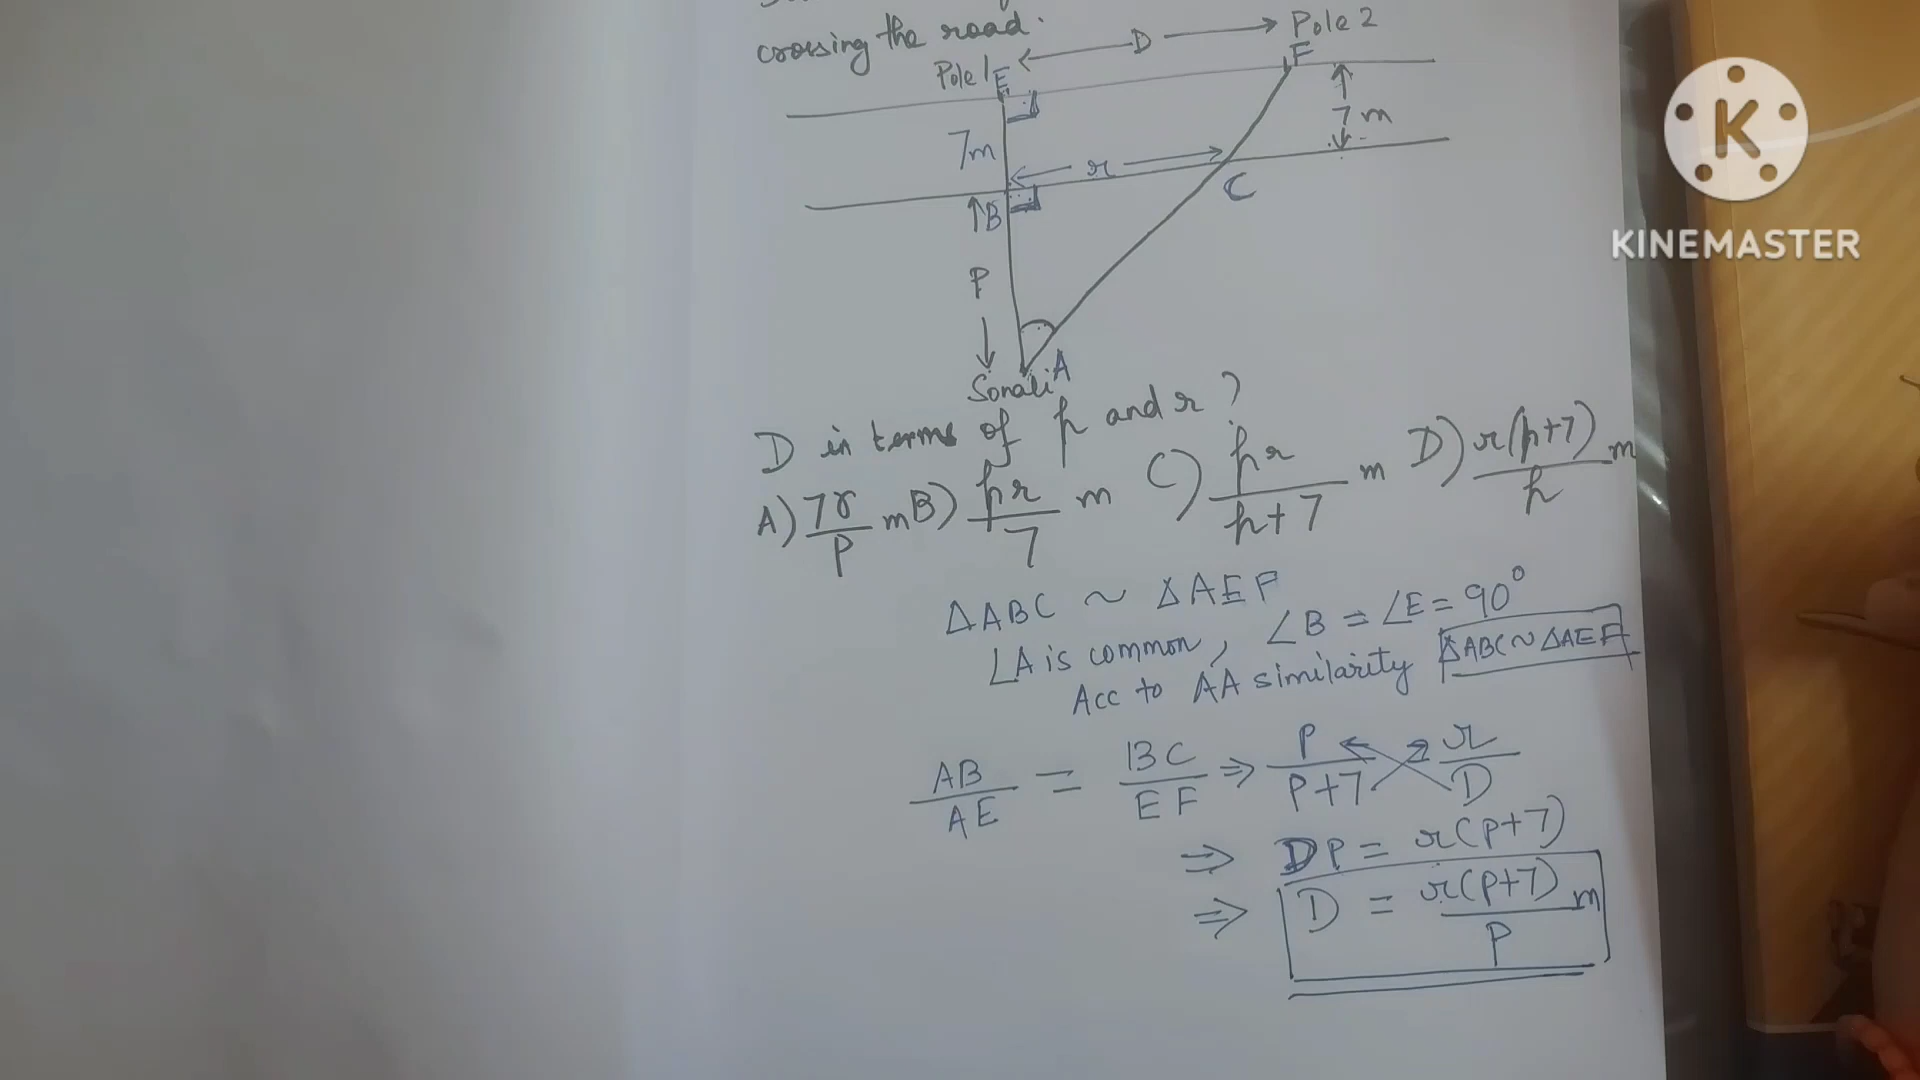 crossing the road.
Pole 1 E D Pole 2 F
7m 7 m
r
B C
P
Sonali A
D in terms of p and r ?
A) 7r/P m B) pr/7 m C) pr/p+7 m D) r(p+7)/p m
△ABC ~ △AEF
∠A is common, ∠B = ∠E = 90°
Acc to AA similarity △ABC ~ △AEF
AB/AE = BC/EF ⇒ P/P+7 r/D
⇒ DP = r(P+7)
⇒ D = r(P+7)/P m
K
KINEMASTER